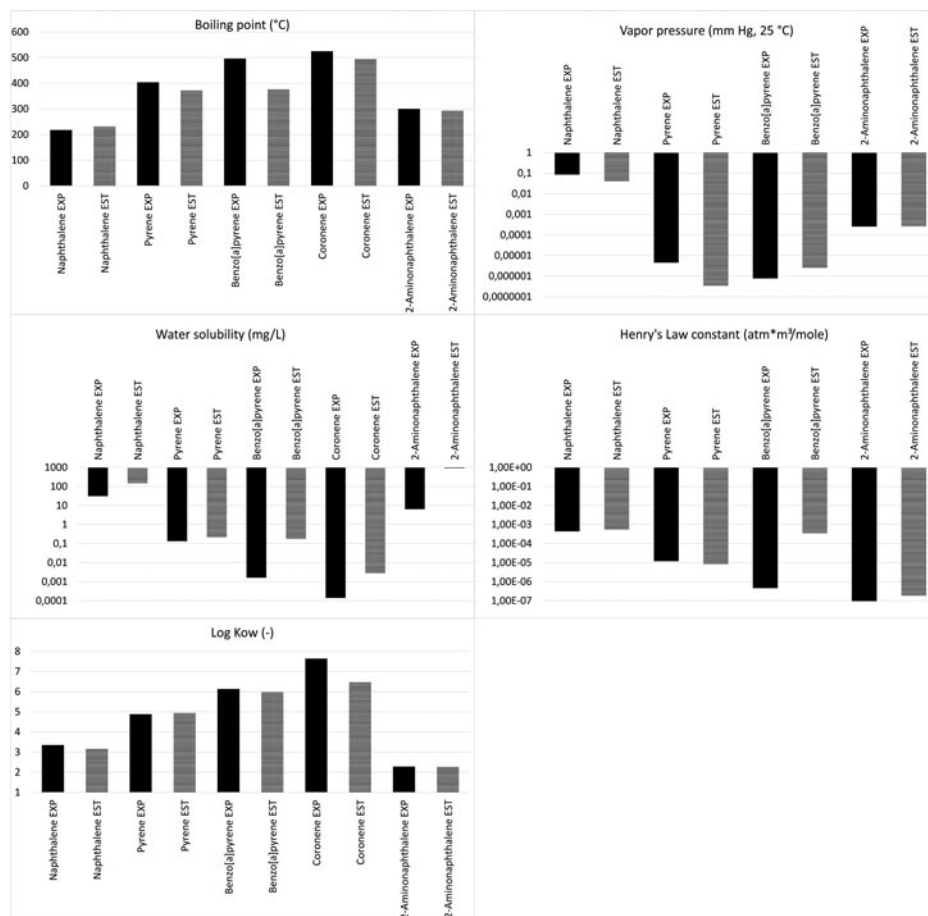 Boiling point (°C)
600
500
400
300
200
100
0
Naphthalene EXP
Naphthalene EST
Pyrene EXP
Pyrene EST
Benzo[a]pyrene EXP
Benzo[a]pyrene EST
Coronene EXP
Coronene EST
2-Aminonaphthalene EXP
2-Aminonaphthalene EST
Vapor pressure (mm Hg, 25 °C)
Naphthalene EXP
Naphthalene EST
Pyrene EXP
Pyrene EST
Benzo[a]pyrene EXP
Benzo[a]pyrene EST
2-Aminonaphthalene EXP
2-Aminonaphthalene EST
1
0,1
0,01
0,001
0,0001
0,00001
0,000001
0,0000001
Water solubility (mg/L)
Naphthalene EXP
Naphthalene EST
Pyrene EXP
Pyrene EST
Benzo[a]pyrene EXP
Benzo[a]pyrene EST
Coronene EXP
Coronene EST
2-Aminonaphthalene EXP
2-Aminonaphthalene EST
1000
100
10
1
0,1
0,01
0,001
0,0001
Henry's Law constant (atm*m³/mole)
Naphthalene EXP
Naphthalene EST
Pyrene EXP
Pyrene EST
Benzo[a]pyrene EXP
Benzo[a]pyrene EST
2-Aminonaphthalene EXP
2-Aminonaphthalene EST
1,00E+00
1,00E-01
1,00E-02
1,00E-03
1,00E-04
1,00E-05
1,00E-06
1,00E-07
Log Kow (-)
8
7
6
5
4
3
2
1
Naphthalene EXP
Naphthalene EST
Pyrene EXP
Pyrene EST
Benzo[a]pyrene EXP
Benzo[a]pyrene EST
Coronene EXP
Coronene EST
2-Aminonaphthalene EXP
2-Aminonaphthalene EST